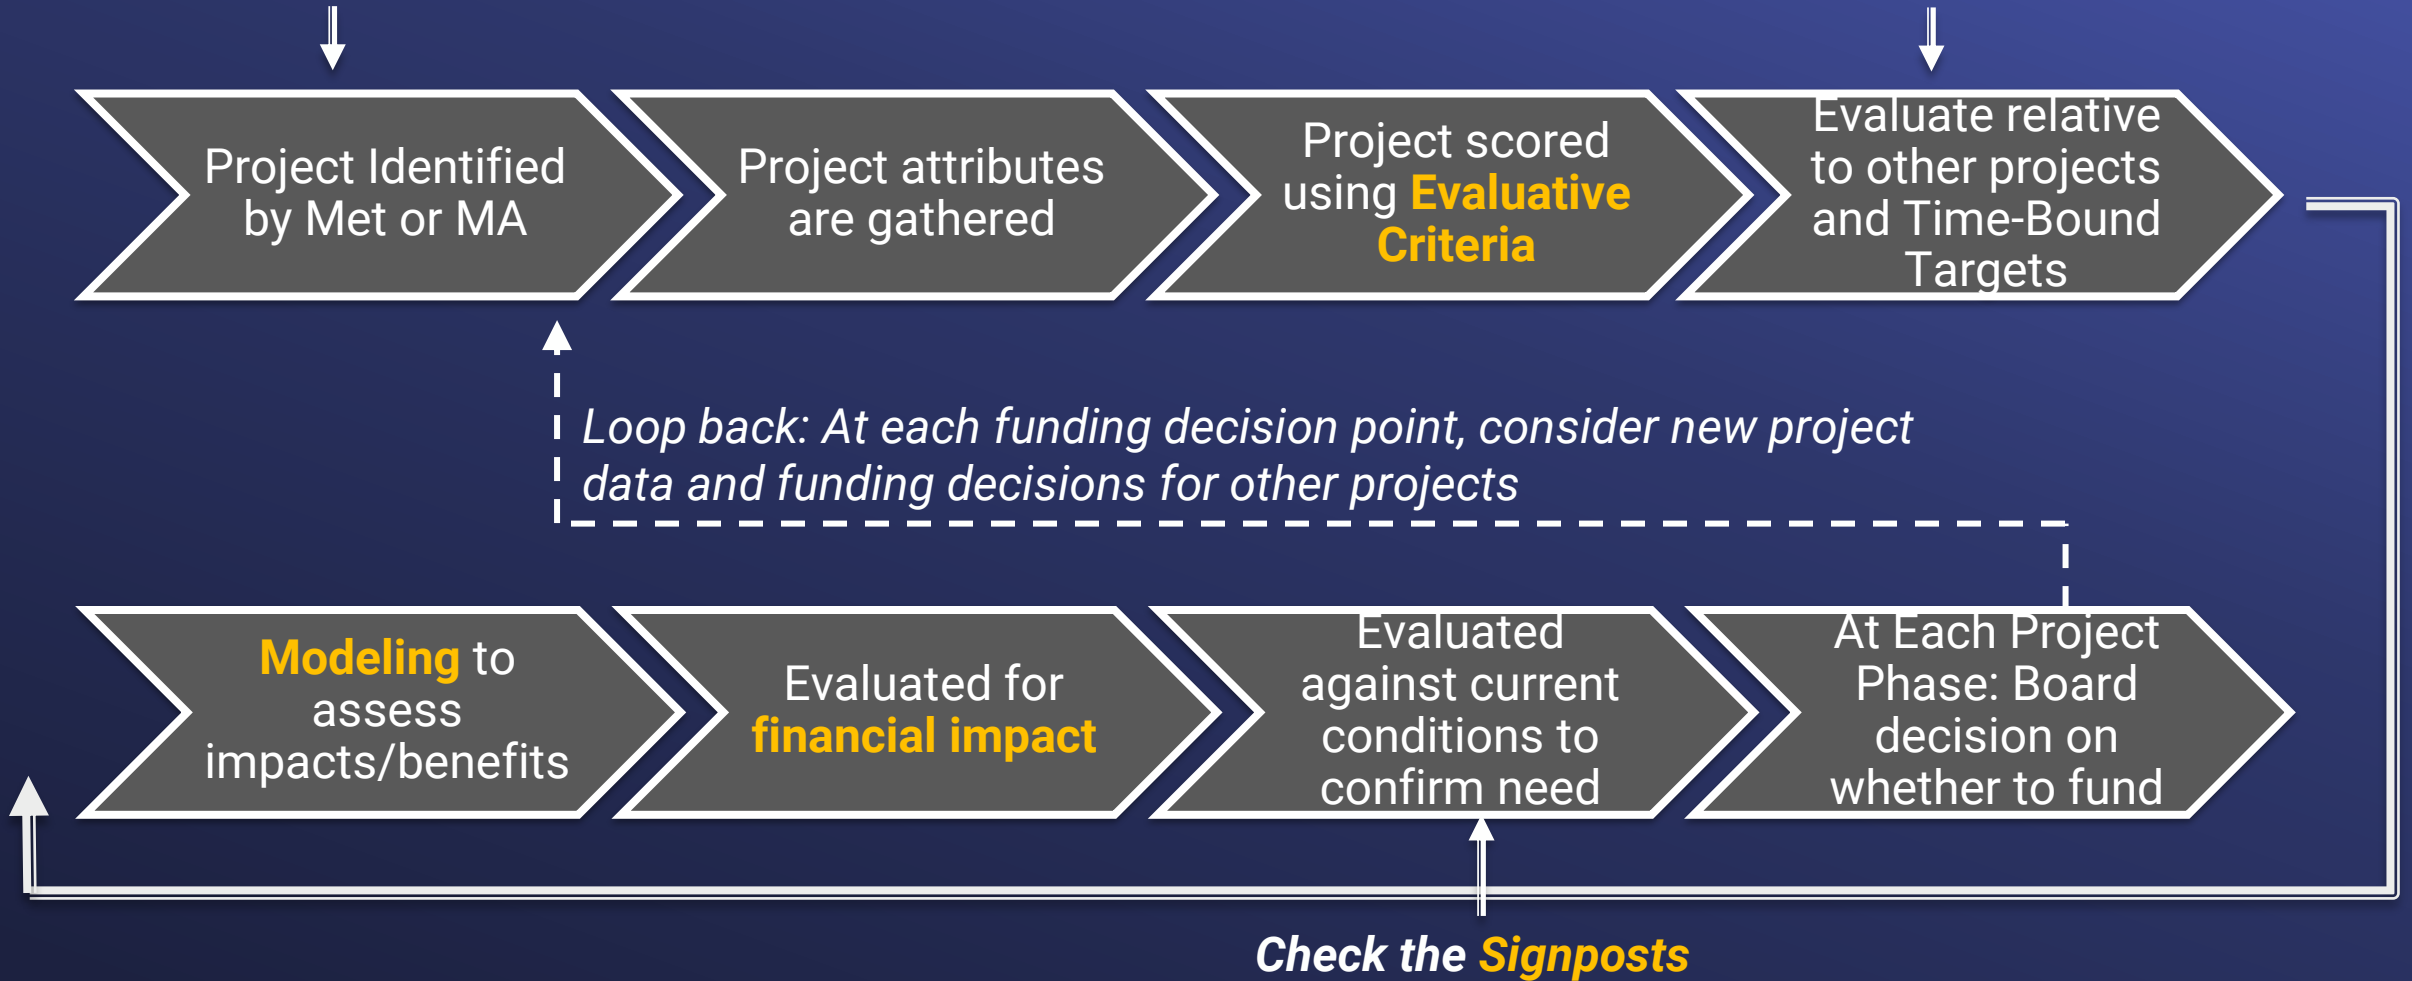 Project Identified
by Met or MA
Project attributes
are gathered
Project scored
using Evaluative
Criteria
Evaluate relative
to other projects
and Time-Bound
Targets
Loop back: At each funding decision point, consider new project
data and funding decisions for other projects
Modeling to
assess
impacts/benefits
Evaluated for
financial impact
Evaluated
against current
conditions to
confirm need
At Each Project
Phase: Board
decision on
whether to fund
Check the Signposts